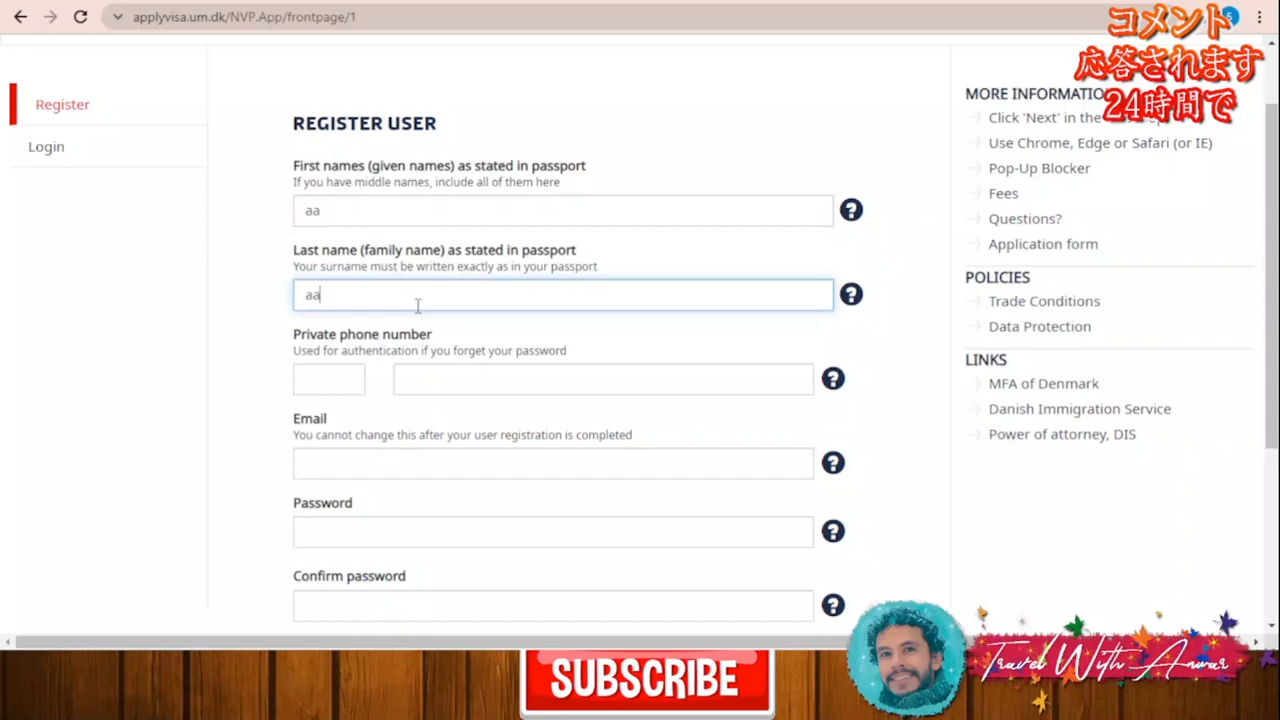 applyvisa.um.dk/NVP.App/frontpage/1
コメント
応答されます
24時間で
Register
Login
REGISTER USER
First names (given names) as stated in passport
If you have middle names, include all of them here
aa
Last name (family name) as stated in passport
Your surname must be written exactly as in your passport
aa
Private phone number
Used for authentication if you forget your password
Email
You cannot change this after your user registration is completed
Password
Confirm password
MORE INFORMATIO
Click 'Next' in the
Use Chrome, Edge or Safari (or IE)
Pop-Up Blocker
Fees
Questions?
Application form
POLICIES
Trade Conditions
Data Protection
LINKS
MFA of Denmark
Danish Immigration Service
Power of attorney, DIS
SUBSCRIBE
Travel With Anwar